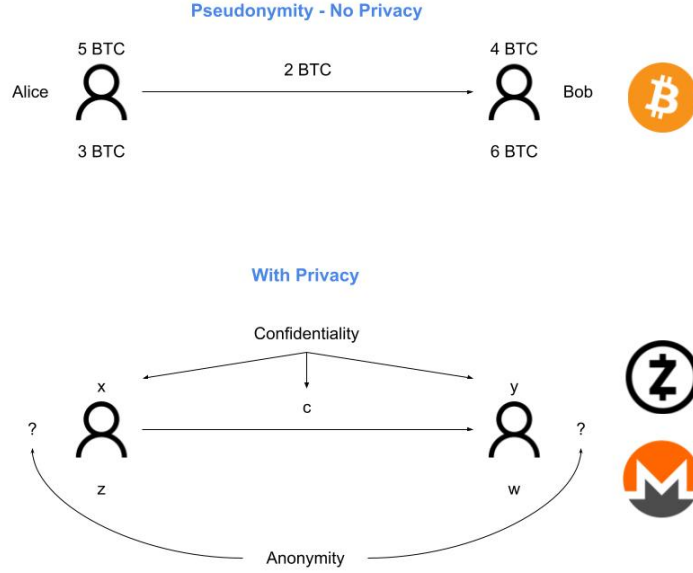 Pseudonymity - No Privacy
5 BTC
4 BTC
2 BTC
Alice
Bob
3 BTC
6 BTC
With Privacy
Confidentiality
x
y
c
?
?
z
w
Anonymity